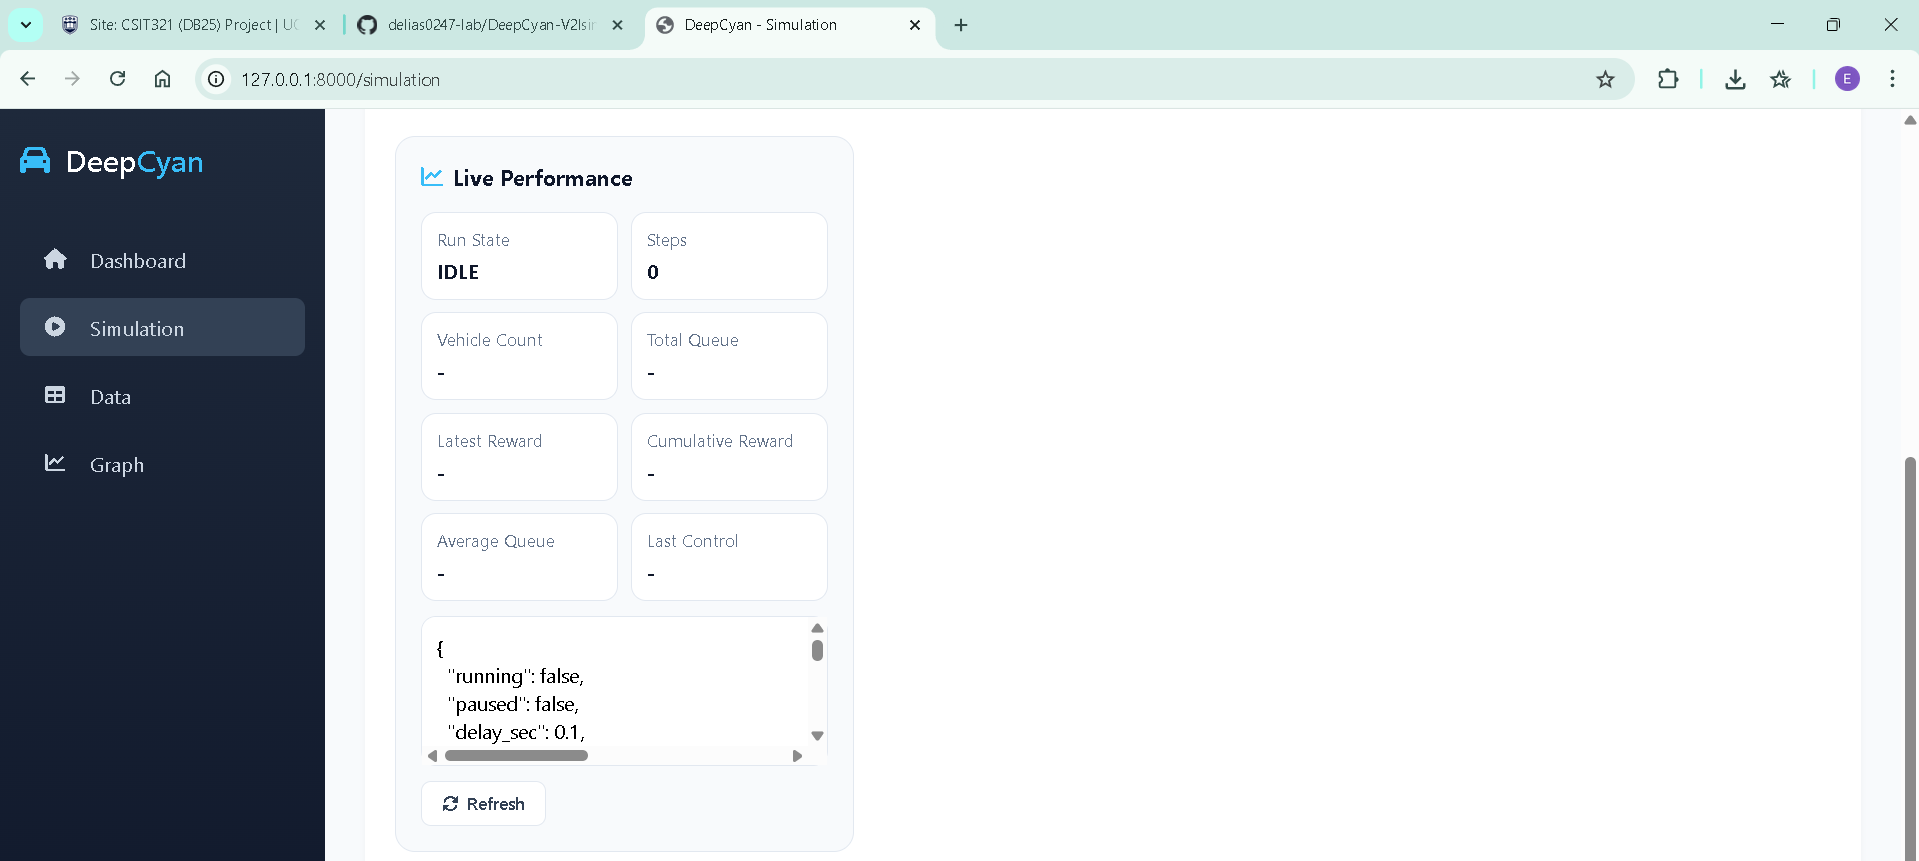 Site: CSIT321 (DB25) Project | U
delias0247-lab/DeepCyan-V2Isi
DeepCyan - Simulation
127.0.0.1:8000/simulation
E
DeepCyan
Dashboard
Simulation
Data
Graph
Live Performance
Run State
IDLE
Steps
0
Vehicle Count
-
Total Queue
-
Latest Reward
-
Cumulative Reward
-
Average Queue
-
Last Control
-
{
"running": false,
"paused": false,
"delay_sec": 0.1,
Refresh